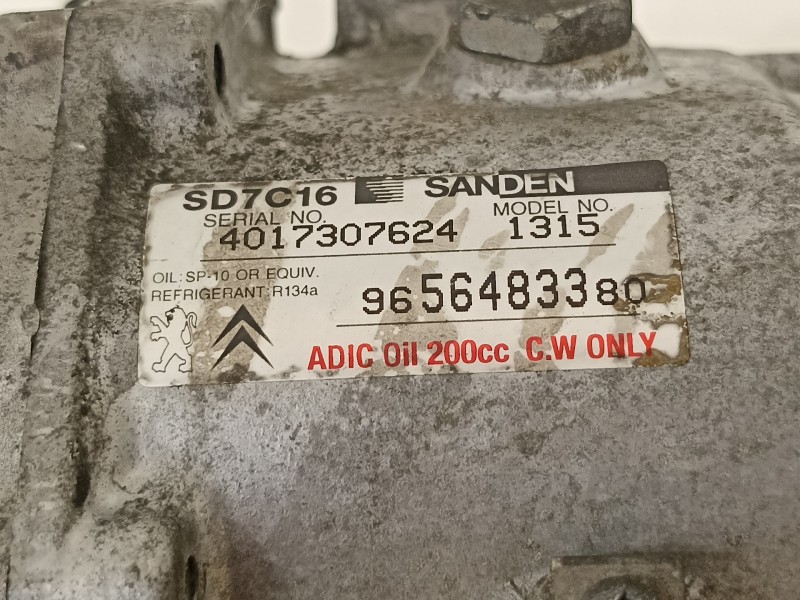 SD7C16 SANDEN
SERIAL NO. MODEL NO.
4017307624 1315
OIL: SP-10 OR EQUIV.
REFRIGERANT: R134a
9656483380
ADIC Oil 200cc C.W ONLY